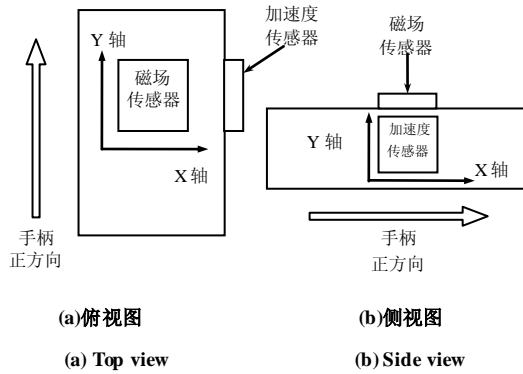 加速度
传感器
Y 轴
磁场
传感器
X 轴
手柄
正方向
(a)俯视图
(a) Top view
磁场
传感器
Y 轴
加速度
传感器
X 轴
手柄
正方向
(b)侧视图
(b) Side view